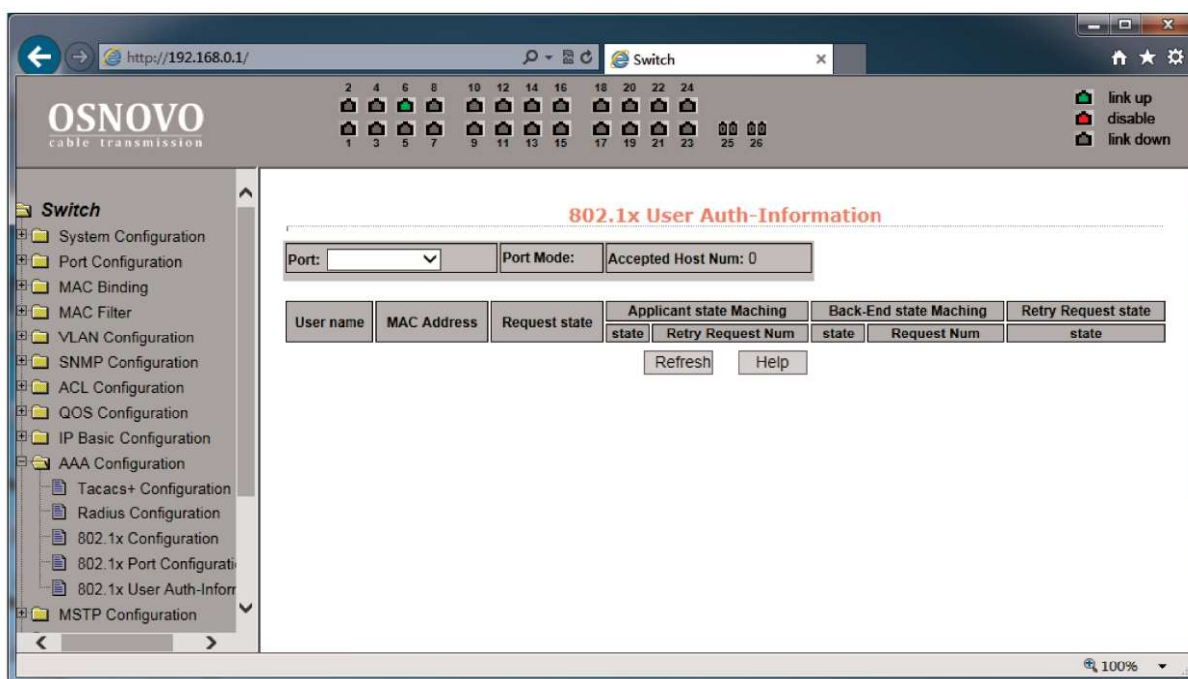 http://192.168.0.1/
Switch
OSNOVO
cable transmission
2 4 6 8 10 12 14 16 18 20 22 24
1 3 5 7 9 11 13 15 17 19 21 23 25 26
link up
disable
link down
Switch
System Configuration
Port Configuration
MAC Binding
MAC Filter
VLAN Configuration
SNMP Configuration
ACL Configuration
QOS Configuration
IP Basic Configuration
AAA Configuration
Tacacs+ Configuration
Radius Configuration
802.1x Configuration
802.1x Port Configurati
802.1x User Auth-Inforr
MSTP Configuration
802.1x User Auth-Information
Port: Port Mode: Accepted Host Num: 0
User name MAC Address Request state Applicant state Maching Back-End state Maching Retry Request state
state Retry Request Num state Request Num state
Refresh Help
100%